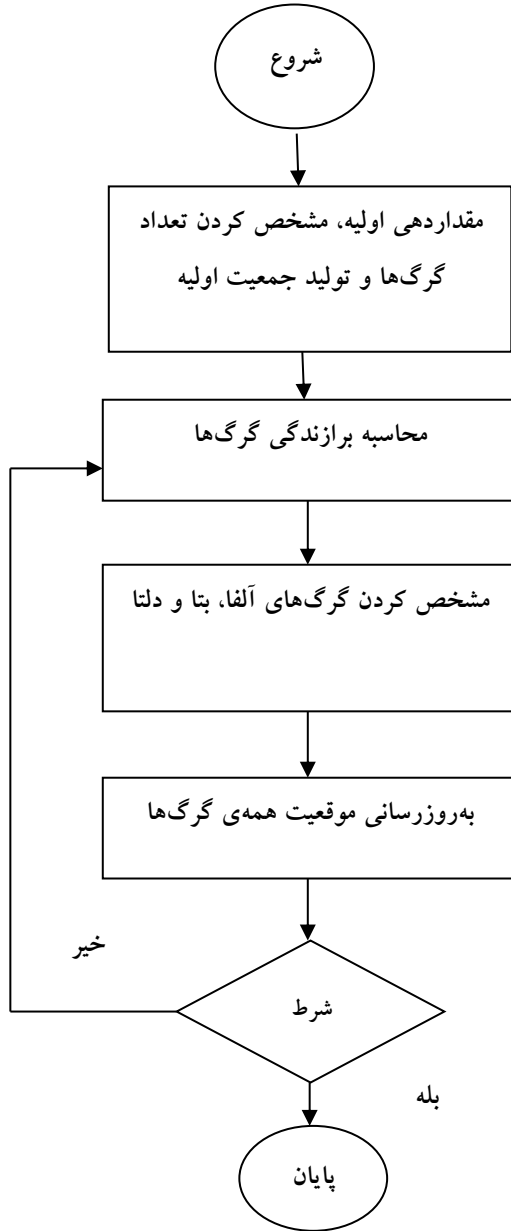 شروع
مقداردهی اولیه، مشخص کردن تعداد
گرگ‌ها و تولید جمعیت اولیه
محاسبه برازندگی گرگ‌ها
مشخص کردن گرگ‌های آلفا، بتا و دلتا
به‌روزرسانی موقعیت همه‌ی گرگ‌ها
خیر
شرط
بله
پایان